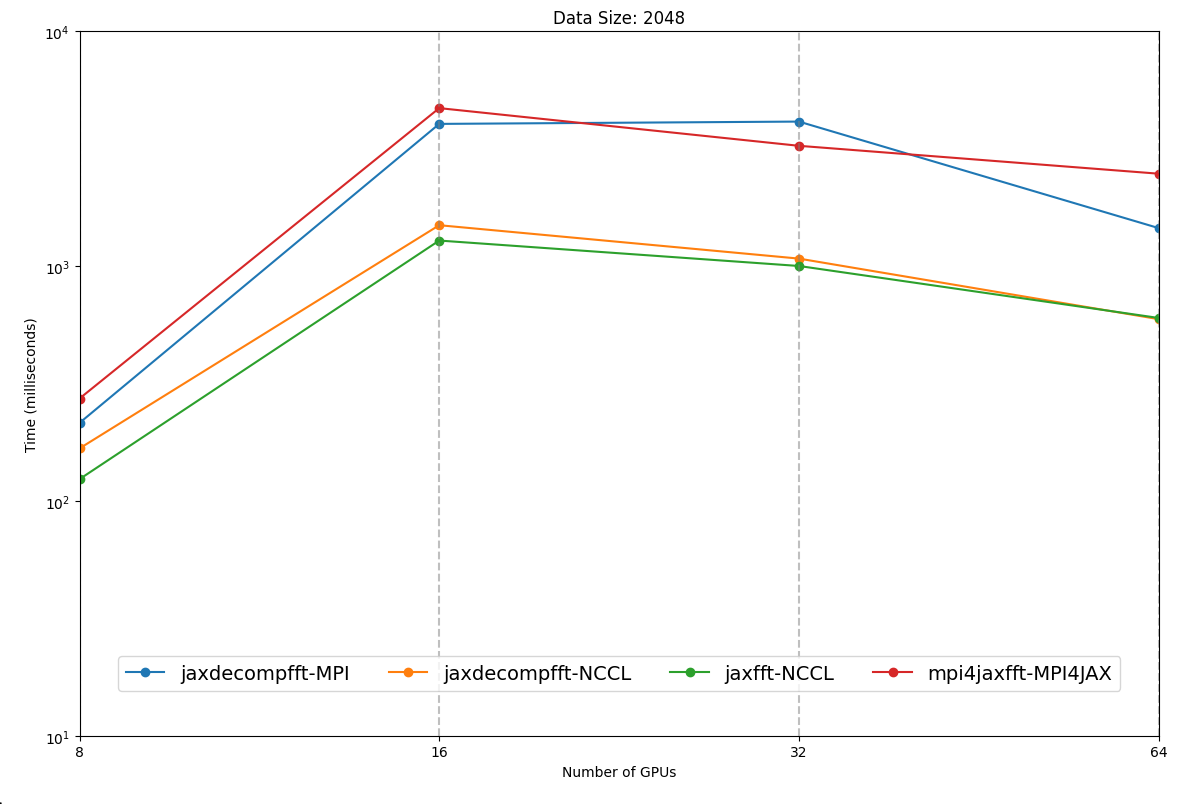 Data Size: 2048
10^4
10^3
10^2
10^1
Time (milliseconds)
jaxdecompfft-MPI jaxdecompfft-NCCL jaxfft-NCCL mpi4jaxfft-MPI4JAX
8 16 32 64
Number of GPUs